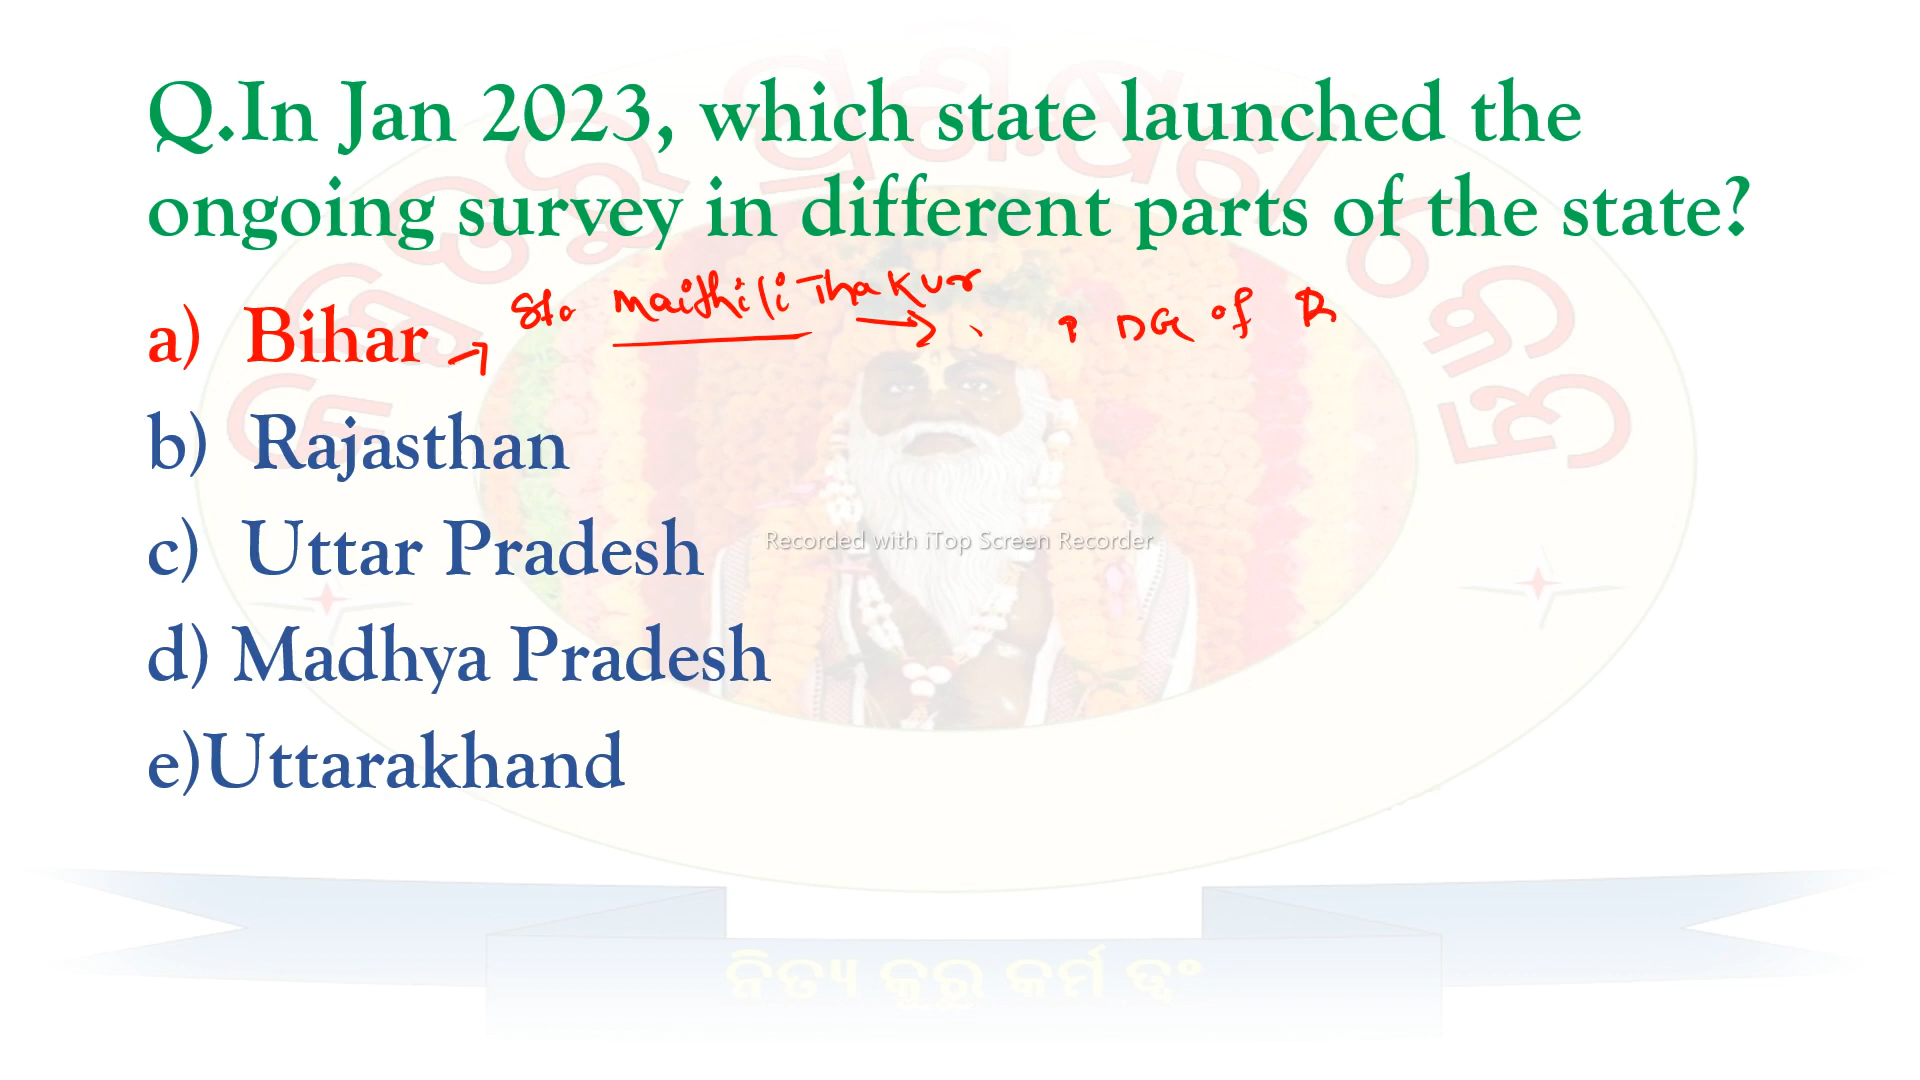 Q.In Jan 2023, which state launched the
ongoing survey in different parts of the state?
Maithili Thakur
DG of R
a) Bihar
b) Rajasthan
c) Uttar Pradesh
Recorded with iTop Screen Recorder
d) Madhya Pradesh
e)Uttarakhand
ନିତ୍ୟ କୁରୁ କର୍ମ ତ୍ୱଂ